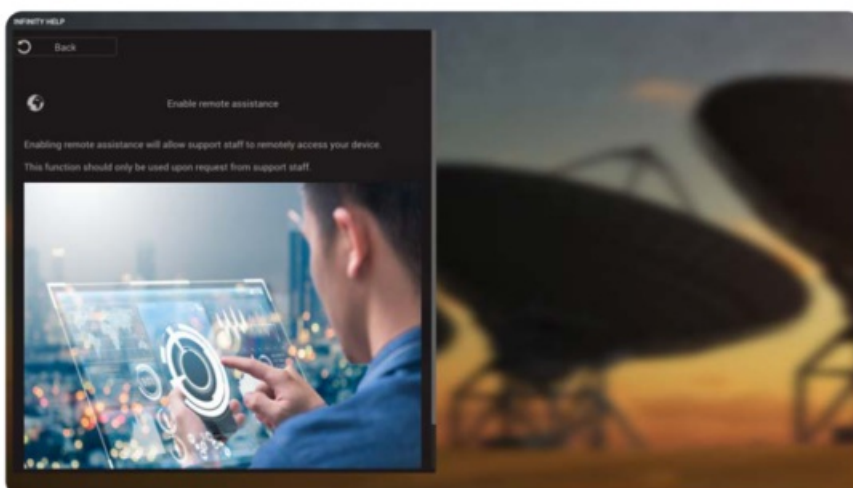 INFINITY HELP
Back
Enable remote assistance
Enabling remote assistance will allow support staff to remotely access your device.
This function should only be used upon request from support staff.